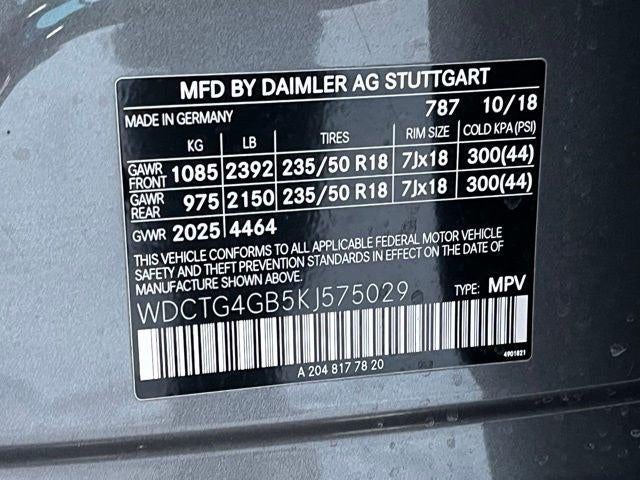 MFD BY DAIMLER AG STUTTGART
MADE IN GERMANY 787 10/18
KG LB TIRES RIM SIZE COLD KPA(PSI)
GAWR FRONT 1085 2392 235/50 R18 7Jx18 300(44)
GAWR REAR 975 2150 235/50 R18 7Jx18 300(44)
GVWR 2025 4464
THIS VEHICLE CONFORMS TO ALL APPLICABLE FEDERAL MOTOR VEHICLE
SAFETY AND THEFT PREVENTION STANDARDS IN EFFECT ON THE DATE OF
MANUFACTURE SHOWN ABOVE.
WDCTG4GB5KJ575029 TYPE: MPV
4901821
A 204 817 78 20